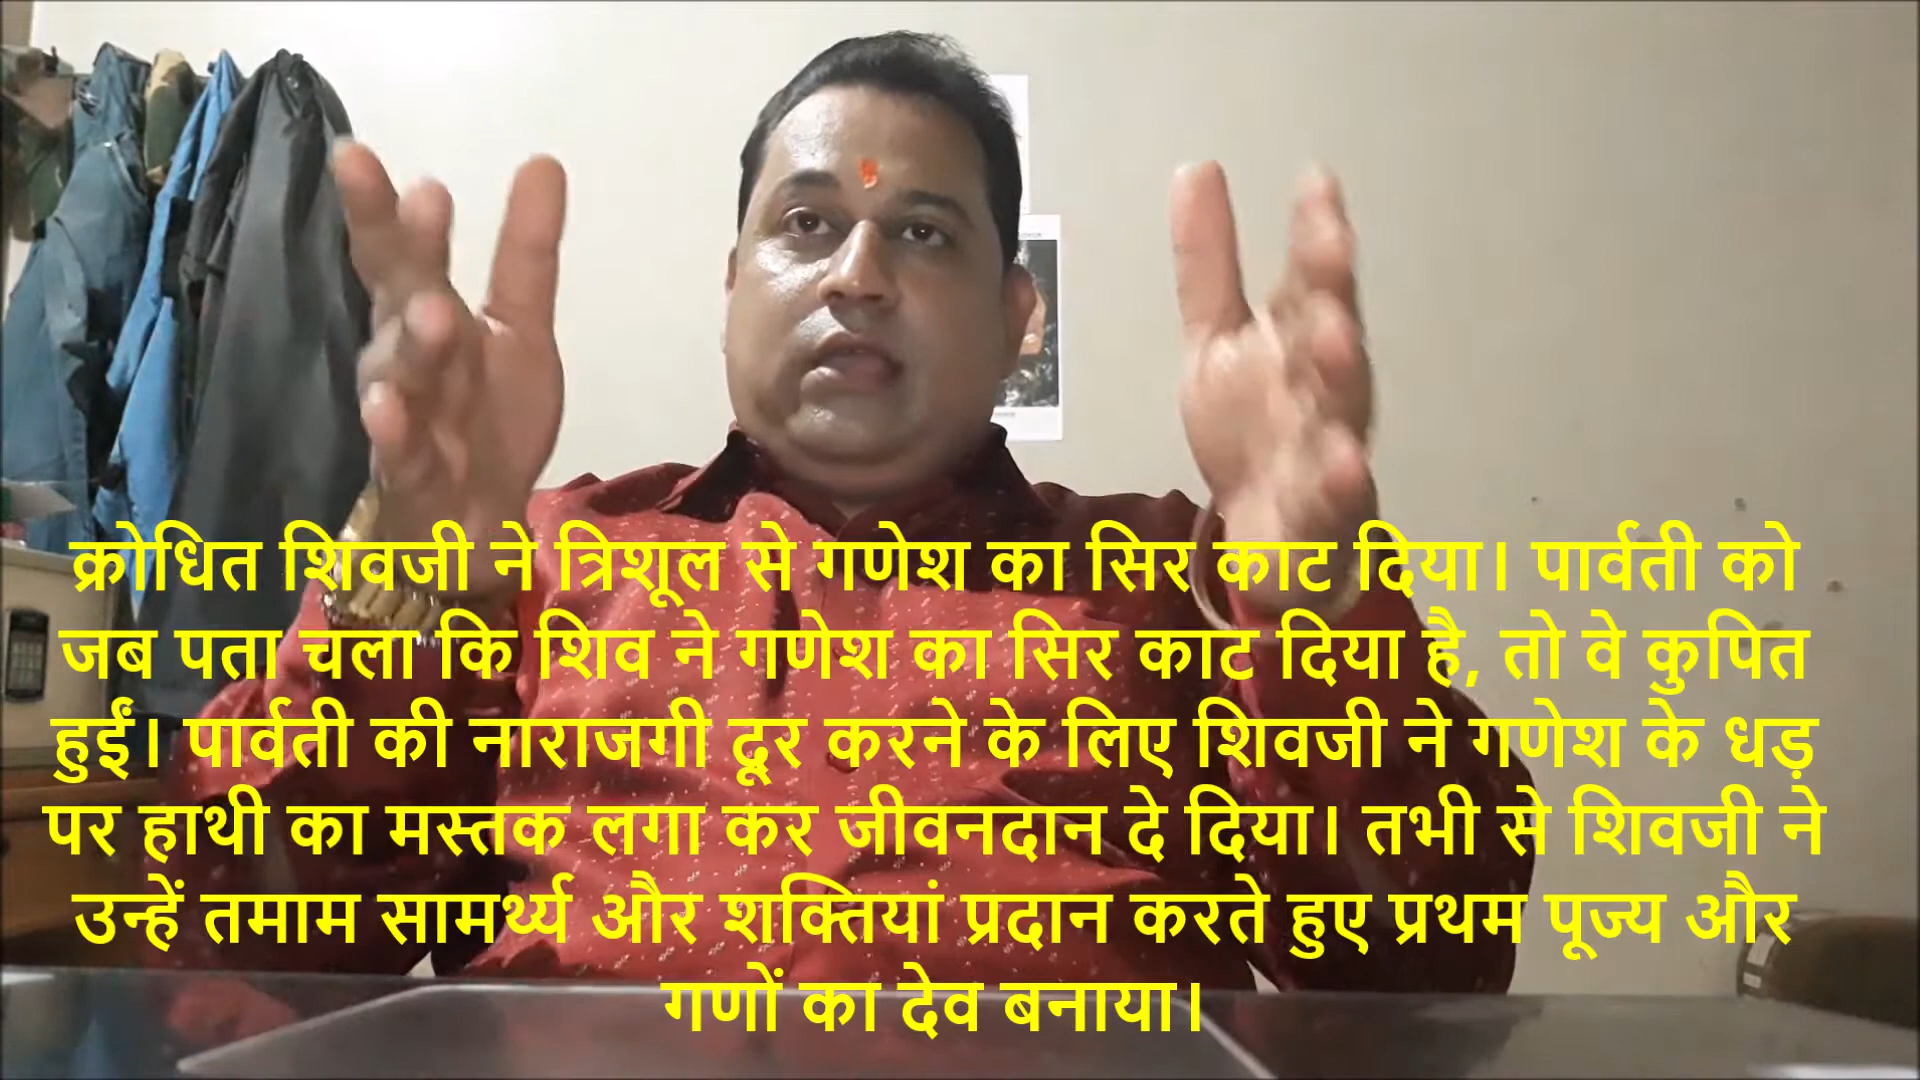 क्रोधित शिवजी ने त्रिशूल से गणेश का सिर काट दिया। पार्वती को
जब पता चला कि शिव ने गणेश का सिर काट दिया है, तो वे कुपित
हुईं। पार्वती की नाराजगी दूर करने के लिए शिवजी ने गणेश के धड़
पर हाथी का मस्तक लगा कर जीवनदान दे दिया। तभी से शिवजी ने
उन्हें तमाम सामर्थ्य और शक्तियां प्रदान करते हुए प्रथम पूज्य और
गणों का देव बनाया।